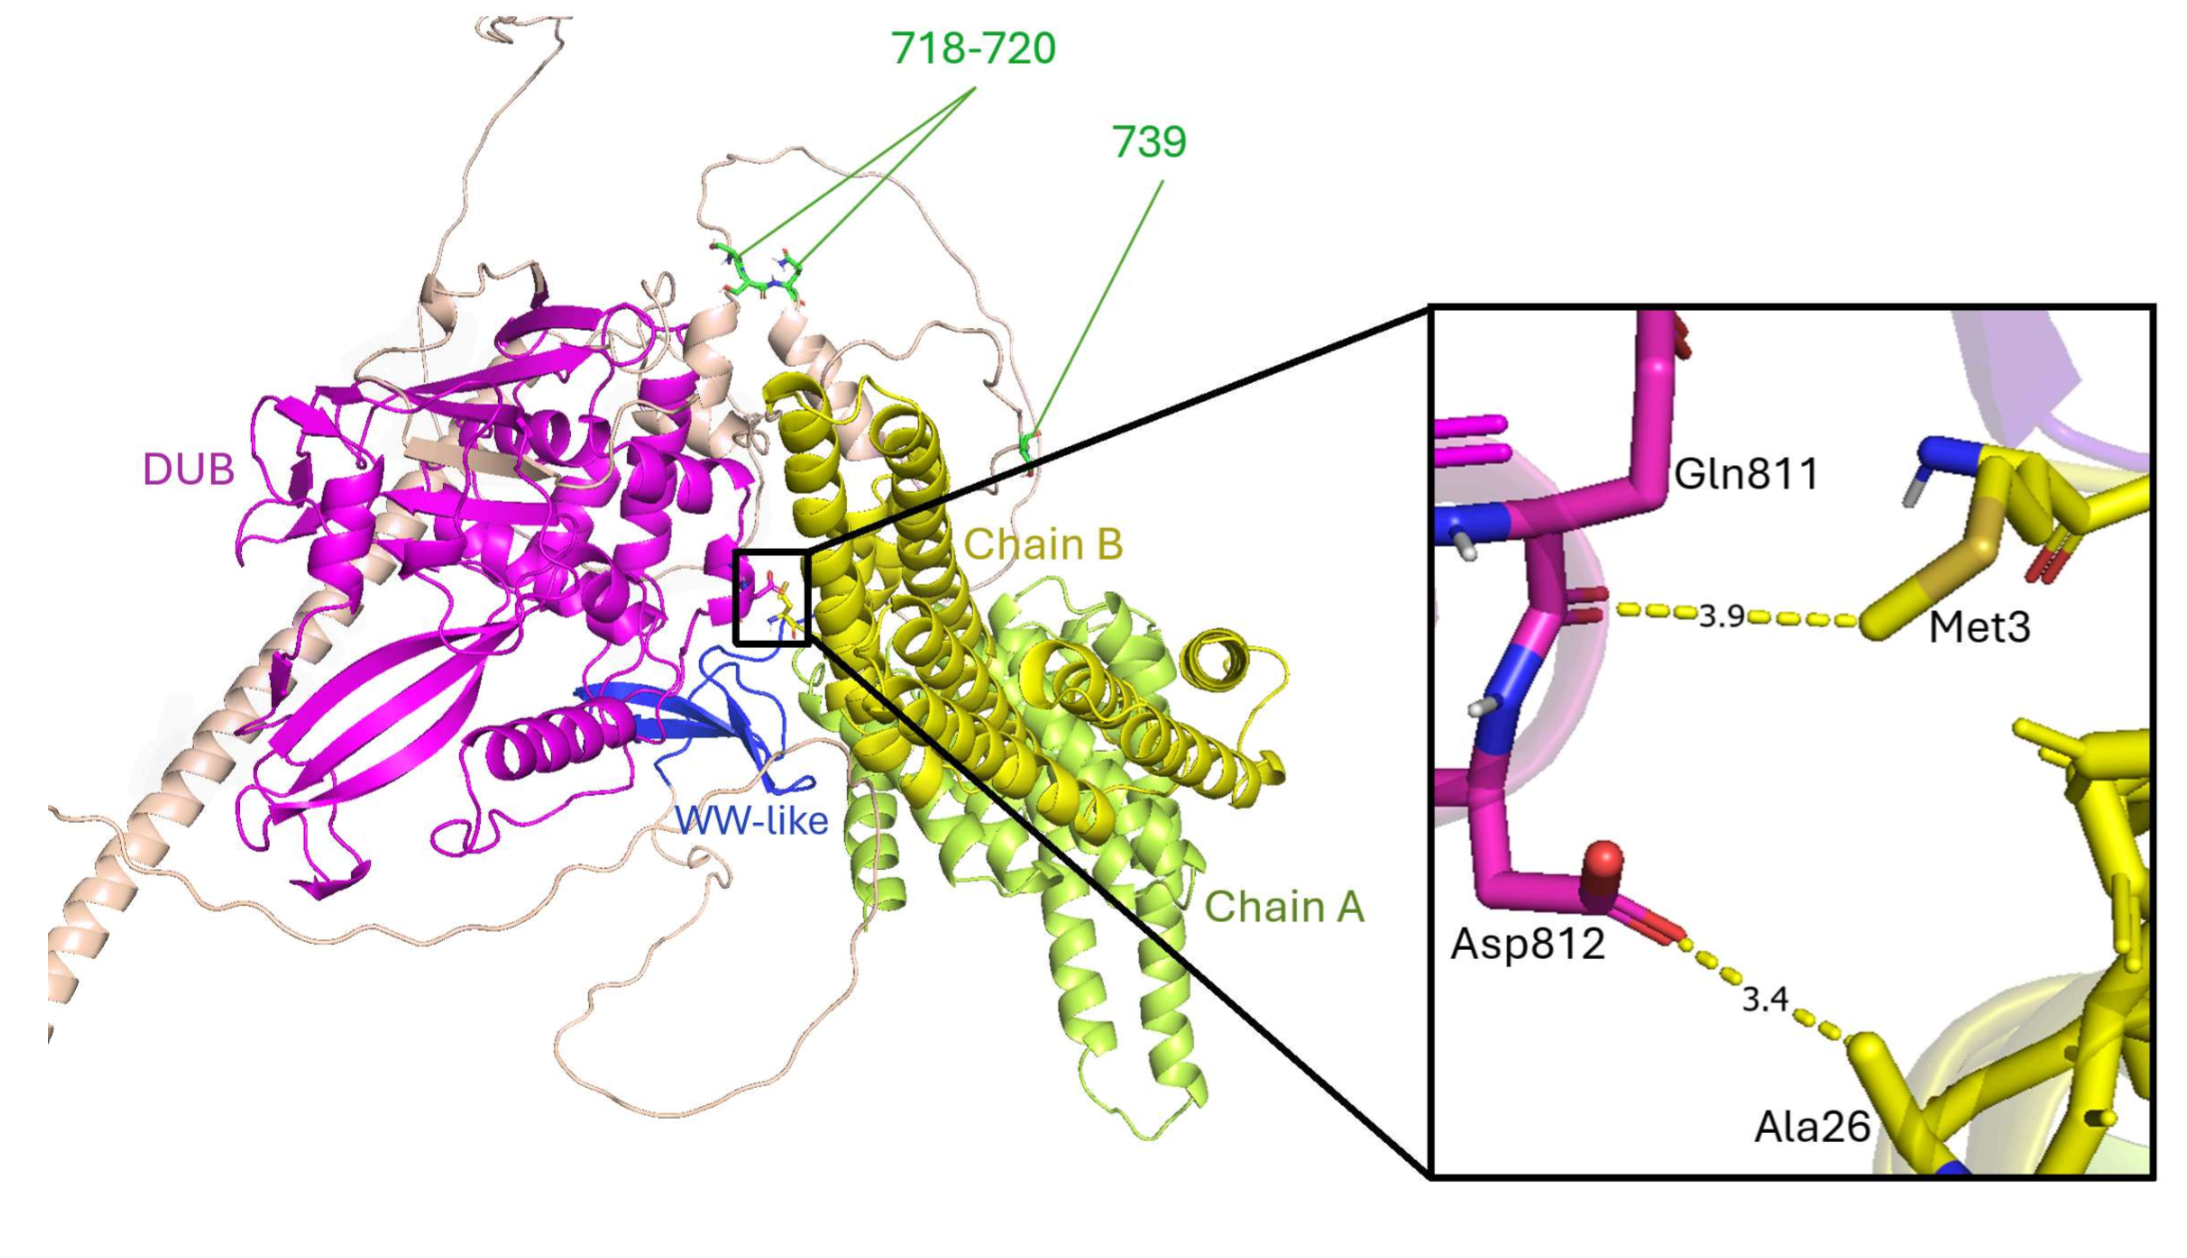 718-720
739
DUB
Chain B
WW-like
Chain A
Gln811
3.9
Met3
Asp812
3.4
Ala26